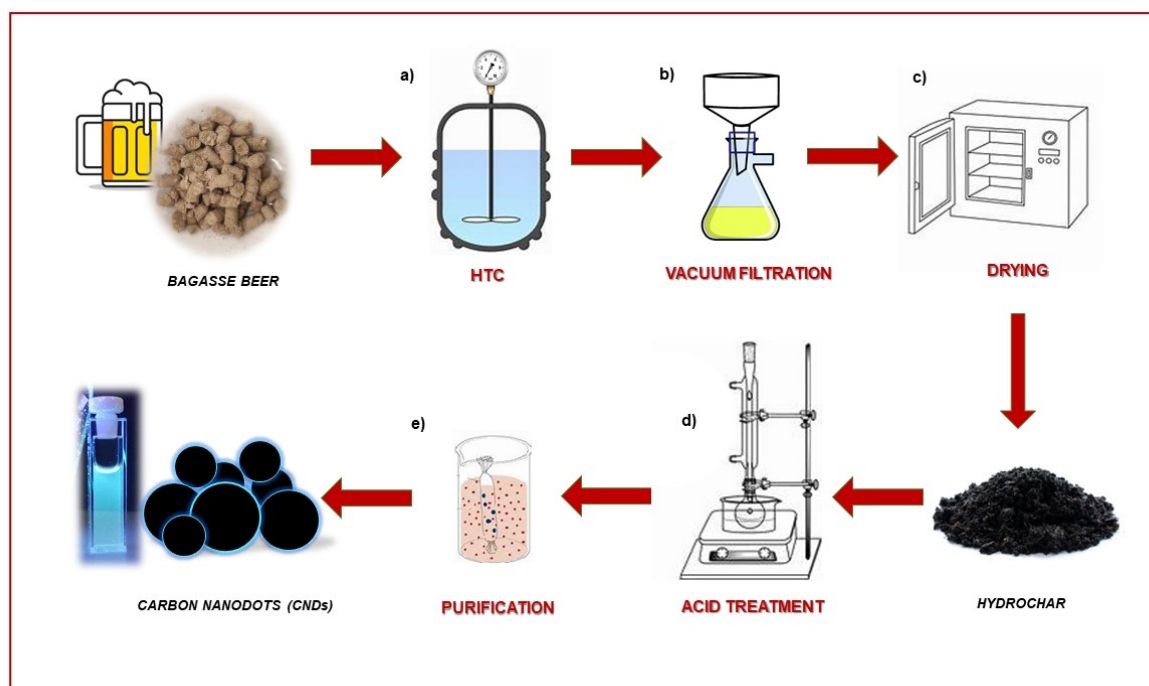 a)
b)
c)
BAGASSE BEER
HTC
VACUUM FILTRATION
DRYING
d)
e)
CARBON NANODOTS (CNDs)
PURIFICATION
ACID TREATMENT
HYDROCHAR